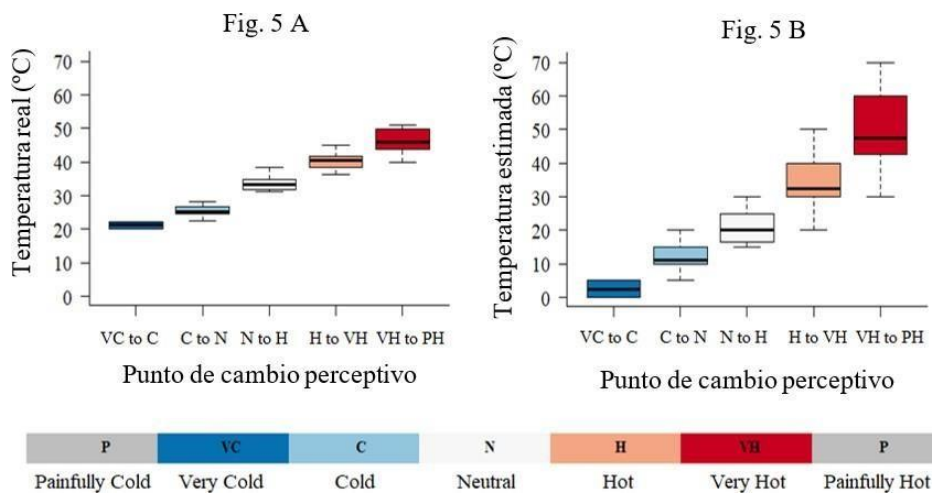 Fig. 5 A
Temperatura real (ºC)
70
60
50
40
30
20
10
0
VC to C C to N N to H H to VH VH to PH
Punto de cambio perceptivo
Fig. 5 B
Temperatura estimada (ºC)
70
60
50
40
30
20
10
0
VC to C C to N N to H H to VH VH to PH
Punto de cambio perceptivo
P VC C N H VH P
Painfully Cold Very Cold Cold Neutral Hot Very Hot Painfully Hot